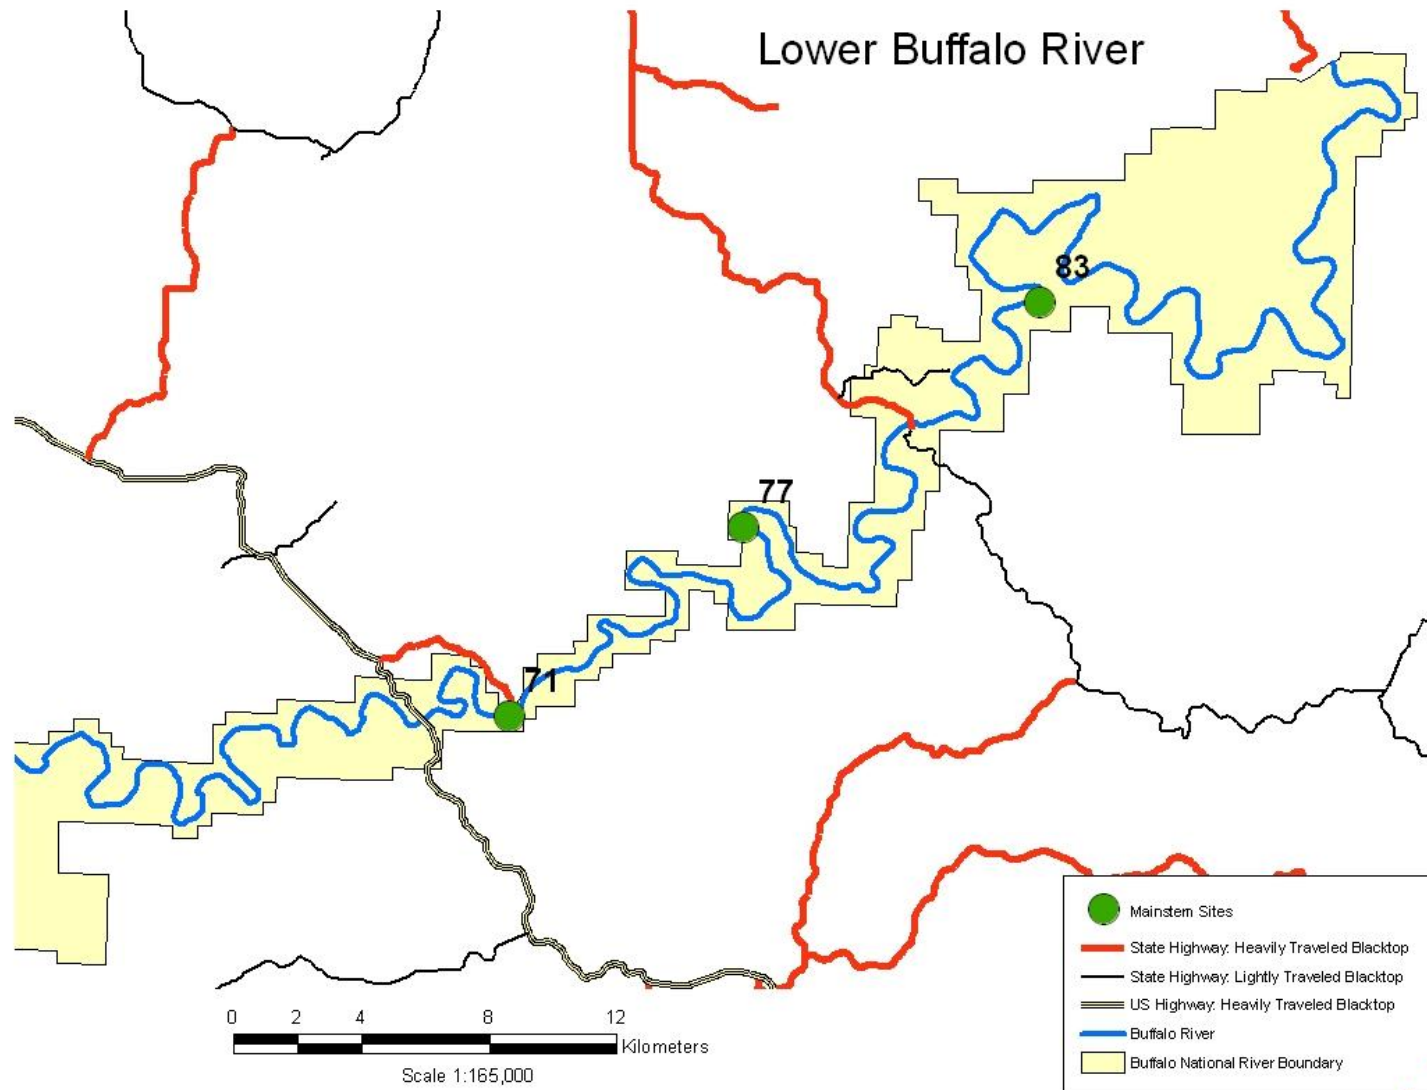 Lower Buffalo River
83
77
71
Mainstem Sites
State Highway: Heavily Traveled Blacktop
State Highway: Lightly Traveled Blacktop
US Highway: Heavily Traveled Blacktop
Buffalo River
Buffalo National River Boundary
0 2 4 8 12
Kilometers
Scale 1:165,000